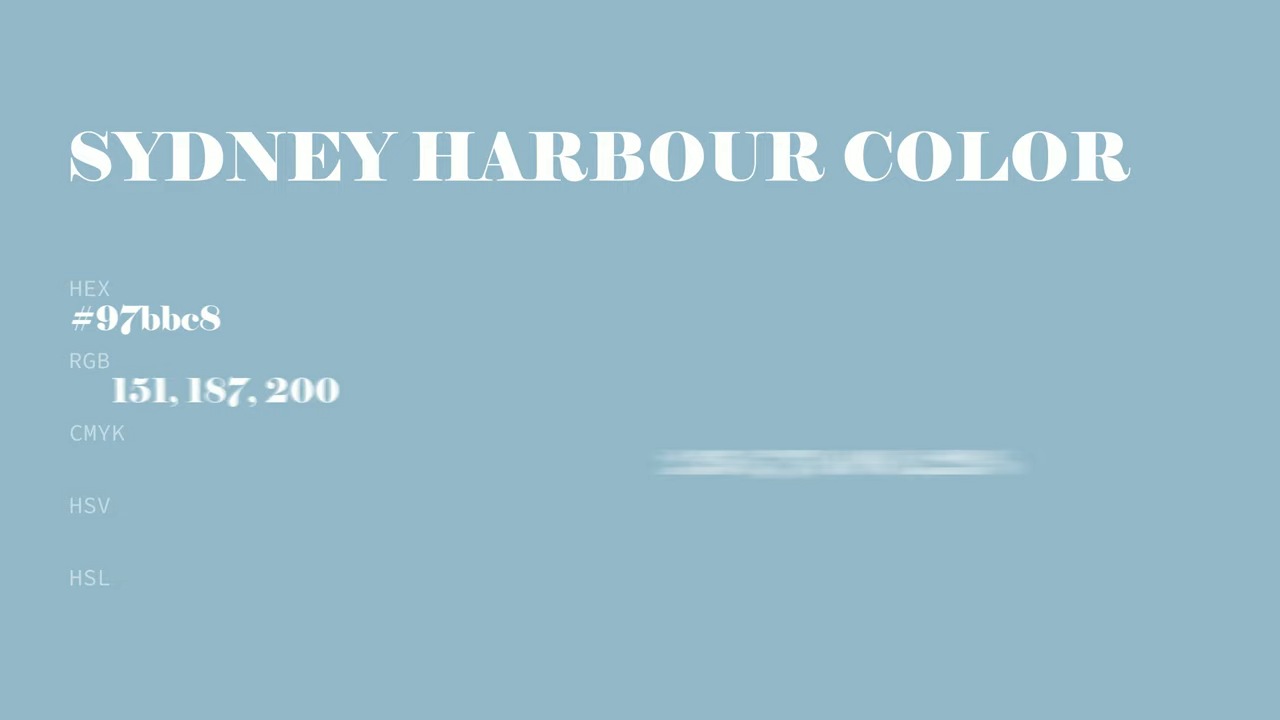 SYDNEY HARBOUR COLOR
HEX
#97bbc8
RGB
151, 187, 200
CMYK
HSV
HSL